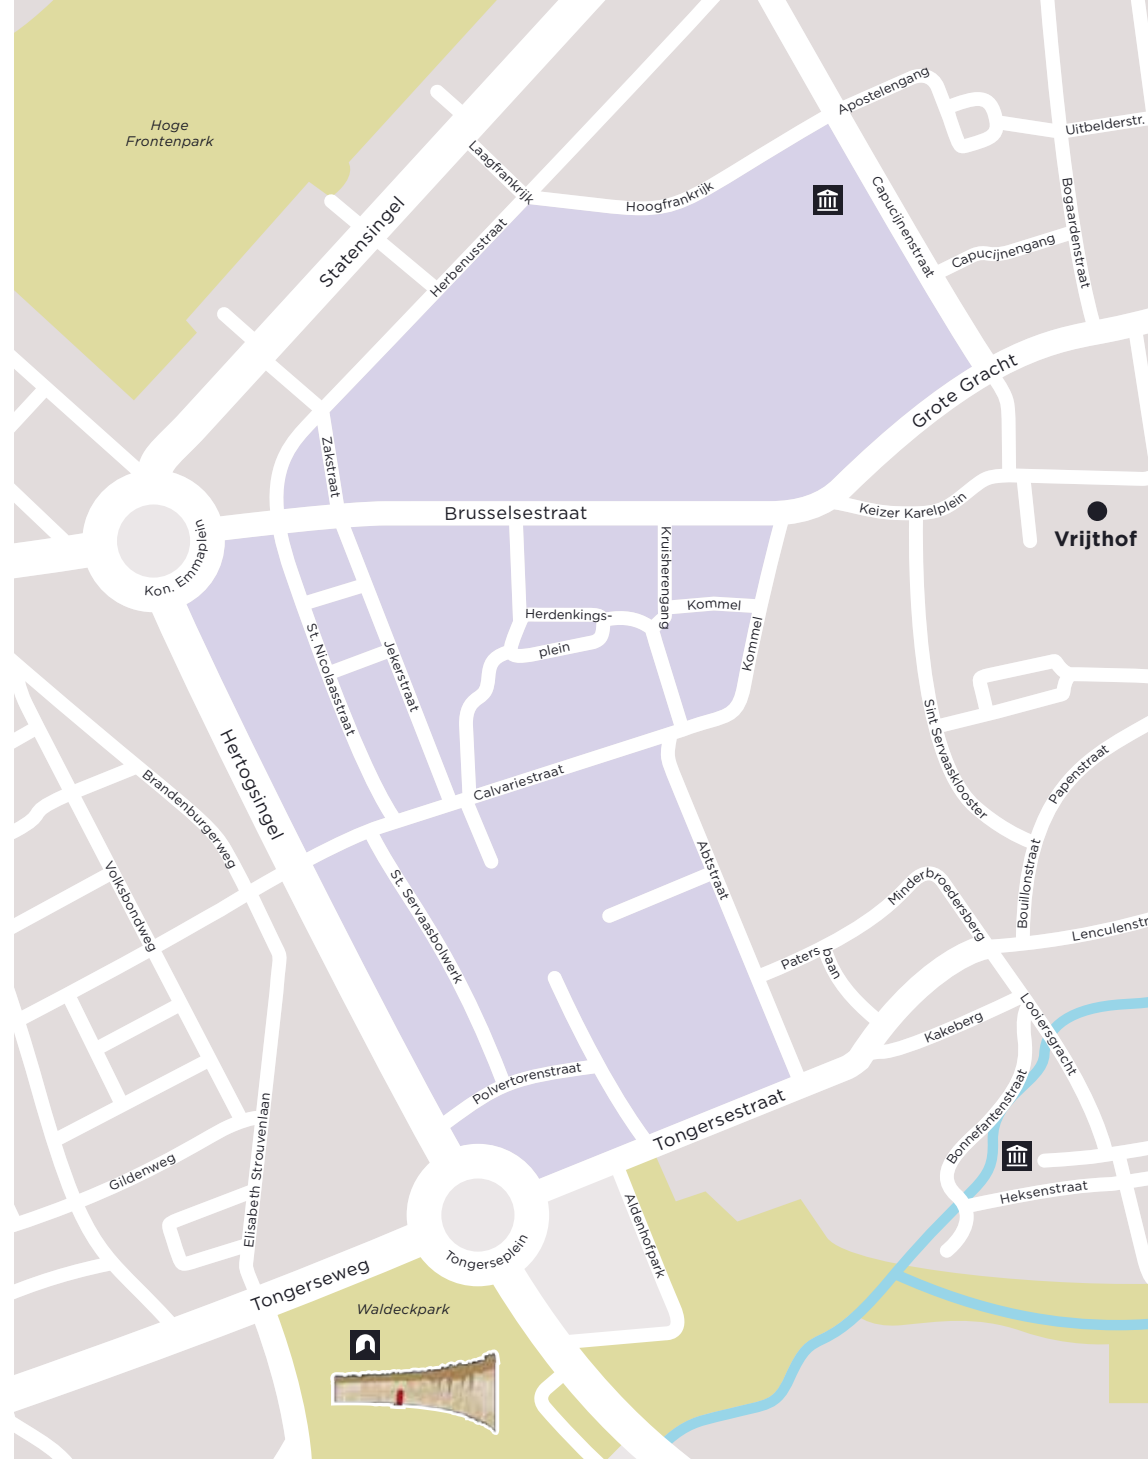 Hoge
Frontenpark
Apostelengang
Uitbelderstr.
Laagfrankrijk
Hoogfrankrijk
Capucijnenstraat
Bogaardenstraat
Capucijnengang
Statensingel
Herbenusstraat
Grote Gracht
Zakstraat
Brusselsestraat
Keizer Karelplein
Vrijthof
Kon. Emmaplein
Kruisherengang
Herdenkings-
plein
Kommel
Kommel
St. Nicolaasstraat
Jekerstraat
Hertogsingel
Calvariestraat
Sint Servaasklooster
Papenstraat
Brandenburgerweg
Volksbondweg
St. Servaasbolwerk
Abtstraat
Bouillonstraat
Minderbroedersberg
Lenculenstr
Paters
baan
Kakeberg
Looiersgracht
Polvertorenstraat
Tongersestraat
Bonnefantenstraat
Elisabeth Strouvenlaan
Gildenweg
Heksenstraat
Aldenhofpark
Tongerseplein
Tongerseweg
Waldeckpark